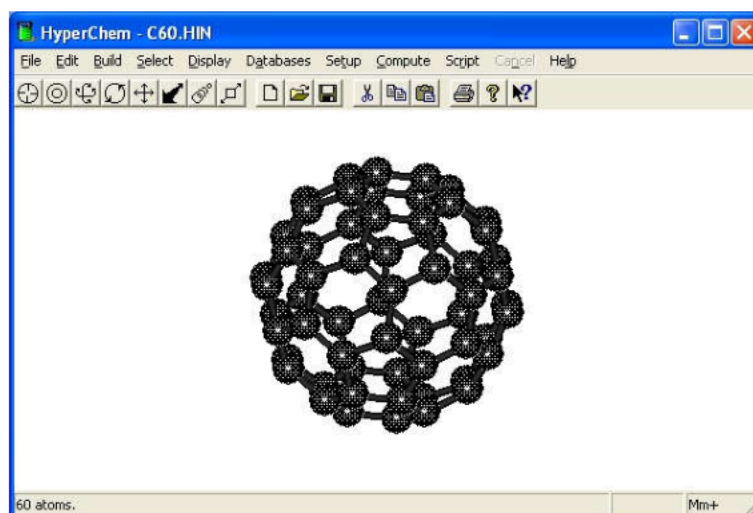 HyperChem - C60.HIN
File Edit Build Select Display Databases Setup Compute Script Cancel Help
60 atoms. Mm+